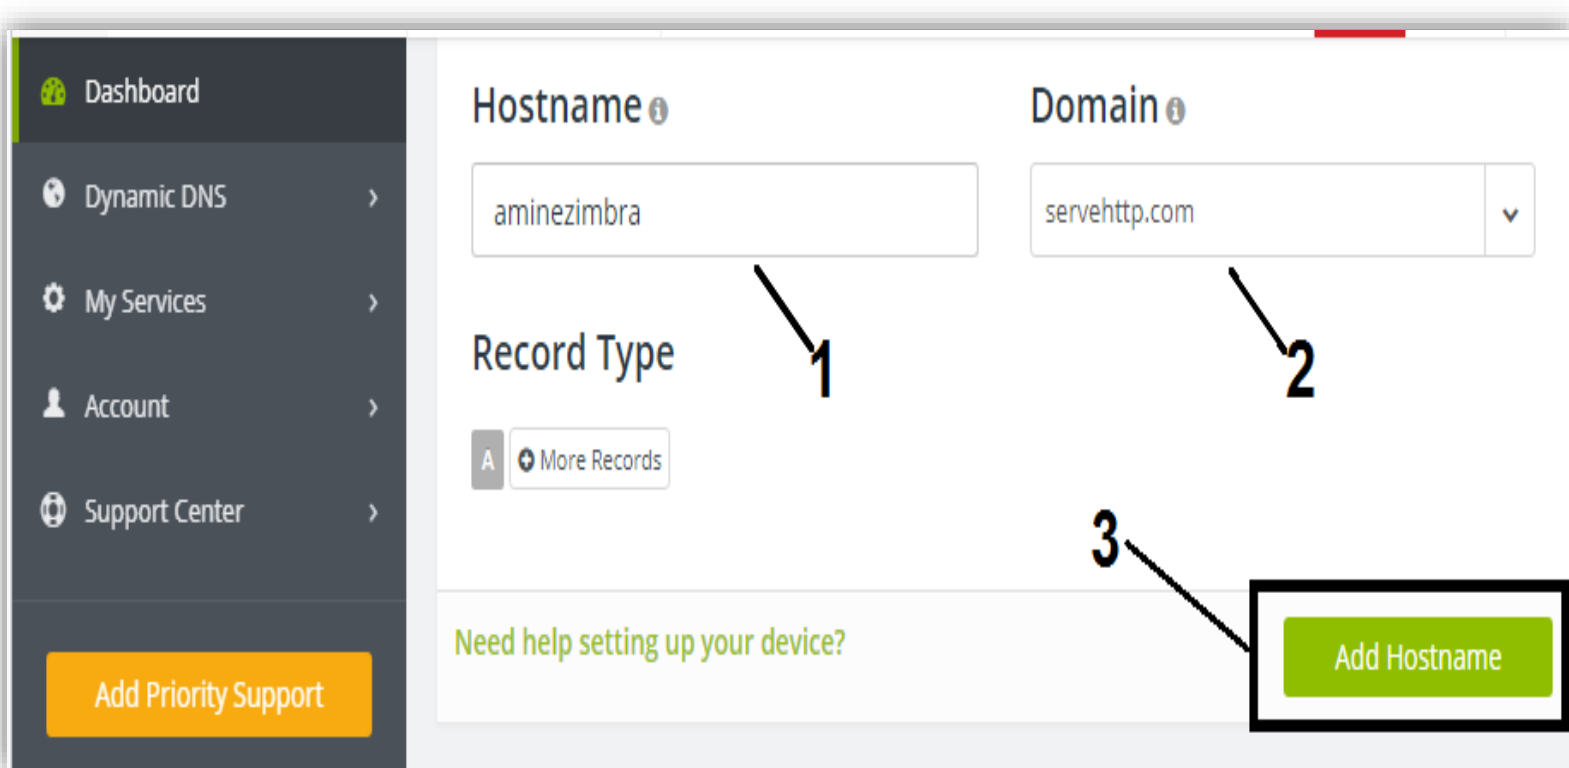 Dashboard
Dynamic DNS
My Services
Account
Support Center
Add Priority Support
Hostname
Domain
aminezimbra
servehttp.com
1
2
Record Type
A
More Records
3
Need help setting up your device?
Add Hostname